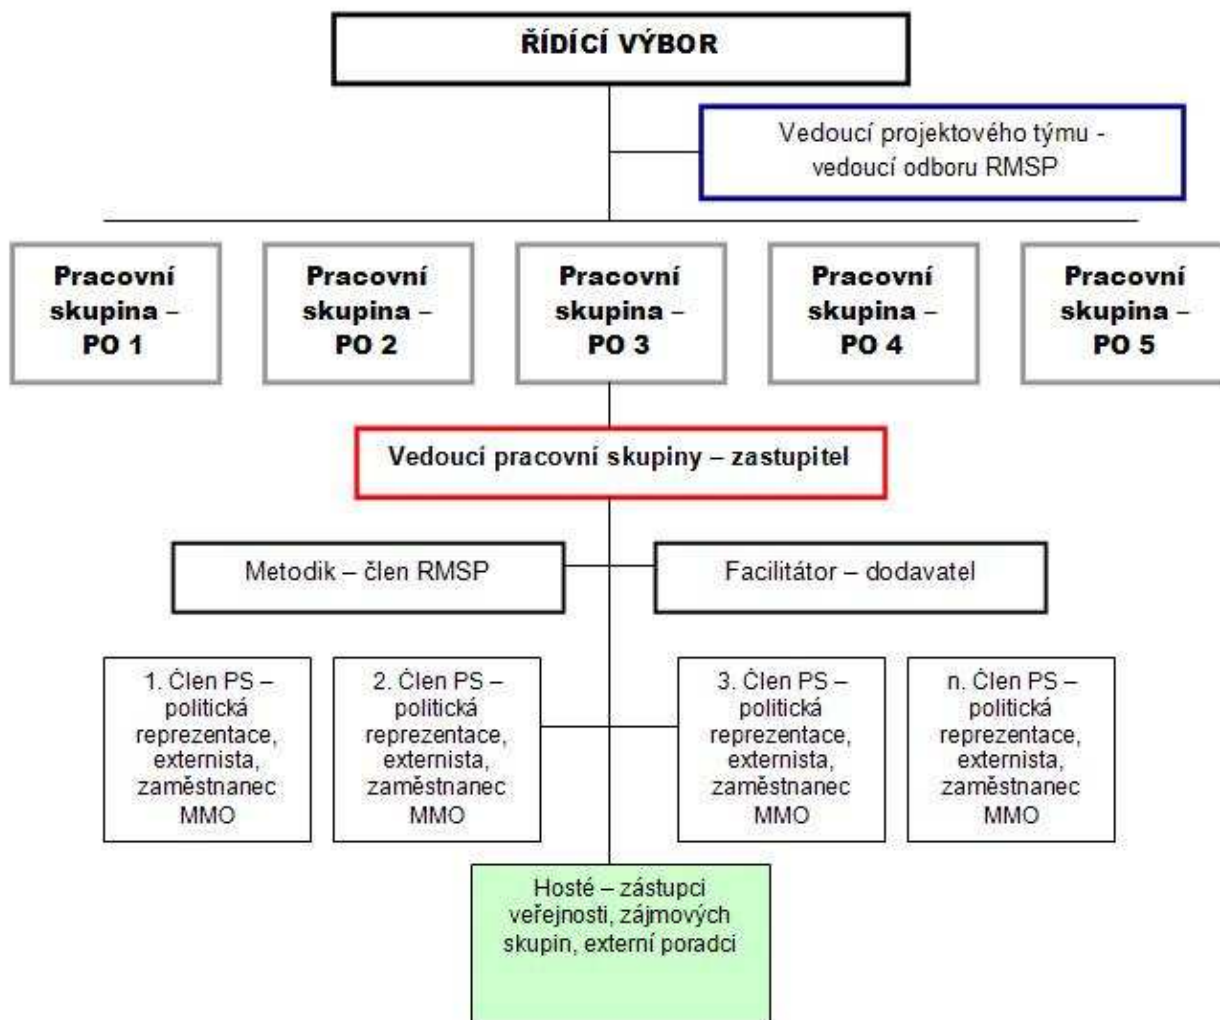 ŘÍDÍCÍ VÝBOR
Vedoucí projektového týmu -
vedoucí odboru RMSP
Pracovní
skupina –
PO 1
Pracovní
skupina –
PO 2
Pracovní
skupina –
PO 3
Pracovní
skupina –
PO 4
Pracovní
skupina –
PO 5
Vedoucí pracovní skupiny – zastupitel
Metodik – člen RMSP
Facilitátor – dodavatel
1. Člen PS –
politická
reprezentace,
externista,
zaměstnanec
MMO
2. Člen PS –
politická
reprezentace,
externista,
zaměstnanec
MMO
3. Člen PS –
politická
reprezentace,
externista,
zaměstnanec
MMO
n. Člen PS –
politická
reprezentace,
externista,
zaměstnanec
MMO
Hosté – zástupci
veřejnosti, zájmových
skupin, externí poradci